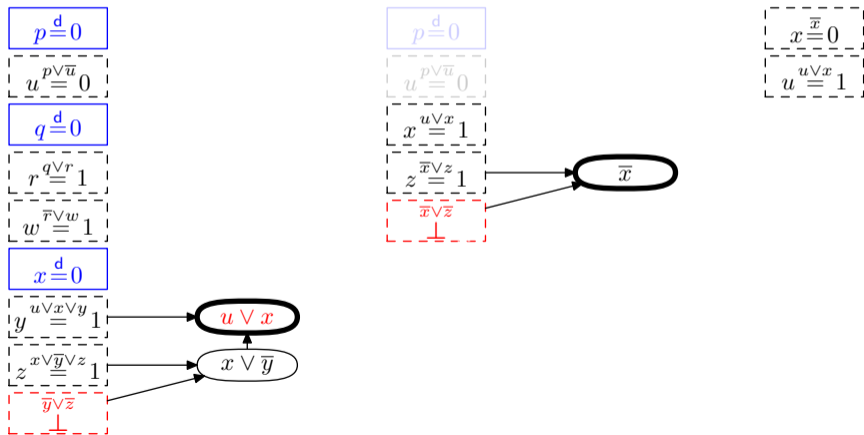 p d= 0
u p∨u̅= 0
q d= 0
r q∨r= 1
w r̅∨w= 1
x d= 0
y u∨x∨y= 1
z x∨y̅∨z= 1
y̅∨z̅
⊥
u ∨ x
x ∨ y̅
p d= 0
u p∨u̅= 0
x u∨x= 1
z x̅∨z= 1
x̅∨z̅
⊥
x̅
x x̅= 0
u u∨x= 1